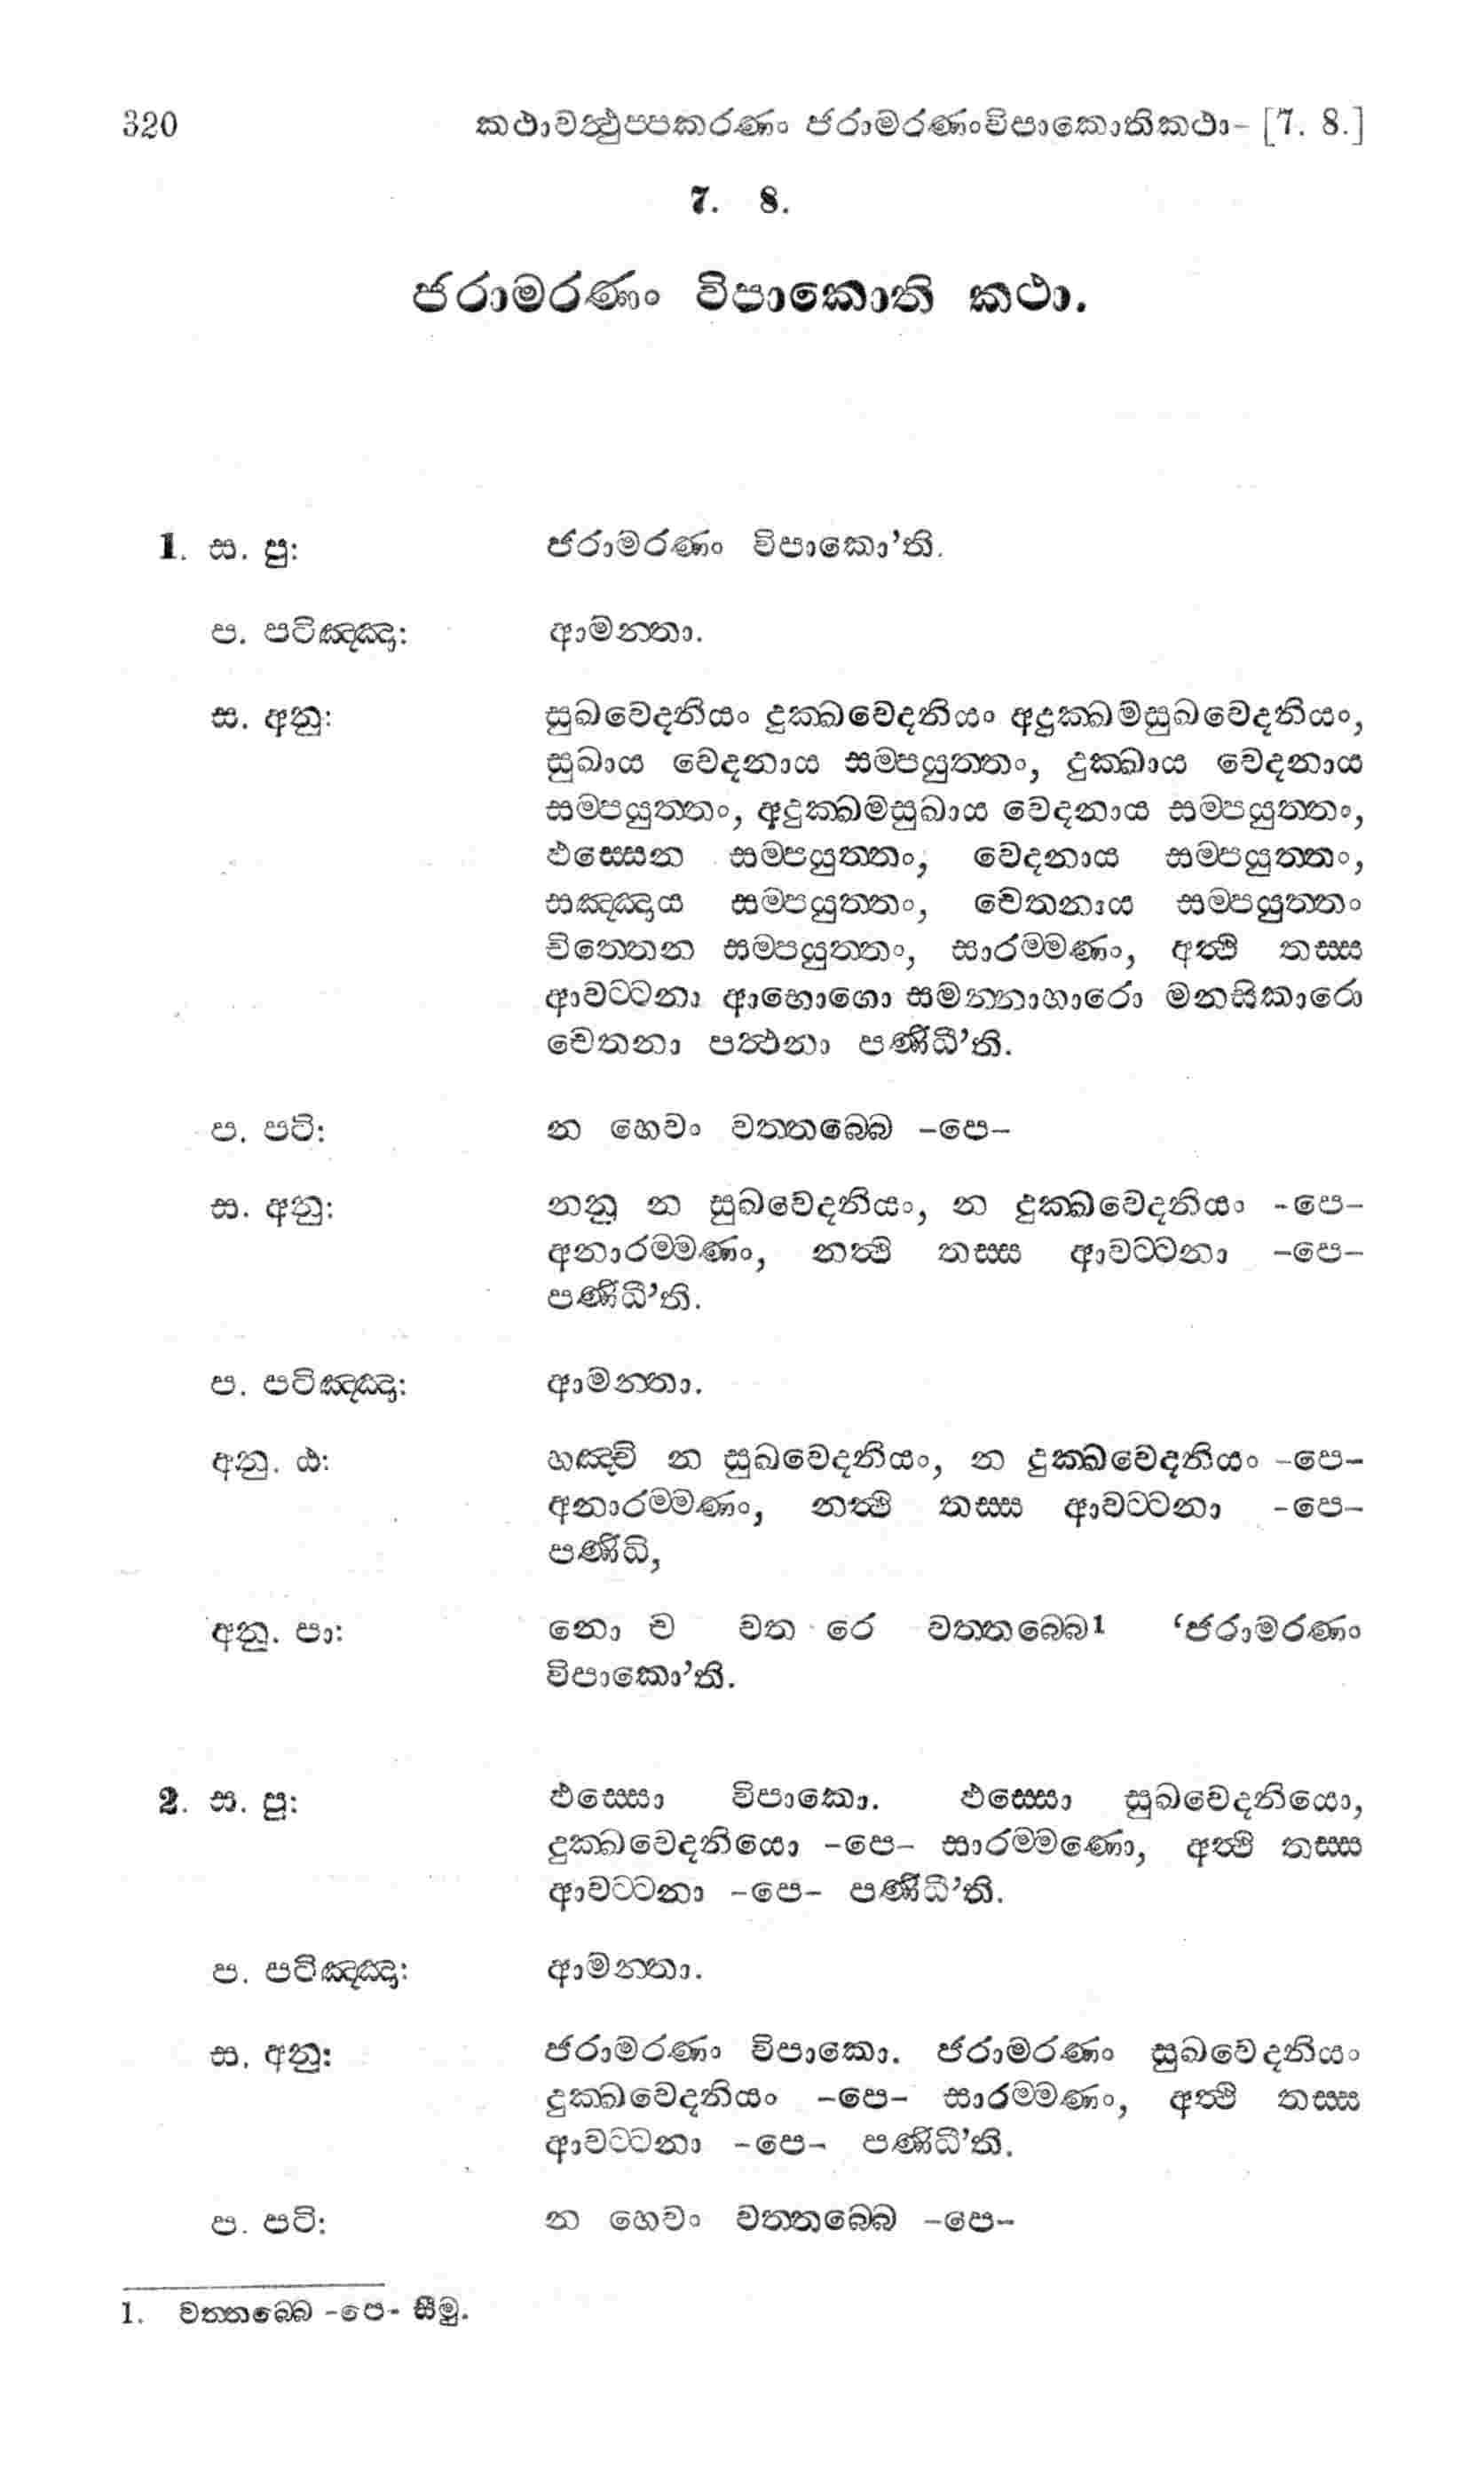 320 කථාවත්‍ථුප‍්පකරණං ජරාමරණංවිපාකොතිකථා– [7. 8.]
7. 8.
ජරාමරණං විපාකොති කථා.
1. ස. පු: ජරාමරණං විපාකො’ති.
ප. පටිඤ‍්ඤා: ආමන‍්තා.
ස. අනු: සුඛවෙදනියං දුක‍්ඛවෙදනියං අදුක‍්ඛමසුඛවෙදනියං,
සුඛාය වෙදනාය සම‍්පයුත‍්තං, දුක‍්ඛාය වෙදනාය
සම‍්පයුත‍්තං, අදුක‍්ඛමසුඛාය වෙදනාය සම‍්පයුත‍්තං,
ඵස‍්සෙන සම‍්පයුත‍්තං, වෙදනාය සම‍්පයුත‍්තං,
සඤ‍්ඤාය සම‍්පයුත‍්තං, චෙතනාය සම‍්පයුත‍්තං
චිත‍්තෙන සම‍්පයුත‍්තං, සාරම‍්මණං, අත්‍ථි තස‍්ස
ආවට‍්ටනා ආභොගො සමන‍්නාහාරො මනසිකාරො
චෙතනා පත්‍ථනා පණිධී’ති.
ප. පටි: න හෙවං වත‍්තබ‍්බෙ –පෙ–
ස. අනු: නනු න සුඛවෙදනියං, න දුක‍්ඛවෙදනියං –පෙ–
අනාරම‍්මණං, නත්‍ථි තස‍්ස ආවට‍්ටනා –පෙ–
පණිධී’ති.
ප. පටිඤ‍්ඤා: ආමන‍්තා.
අනු. ඨ: හඤ‍්චි න සුඛවෙදනියං, න දුක‍්ඛවෙදනියං –පෙ–
අනාරම‍්මණං, නත්‍ථි තස‍්ස ආවට‍්ටනා –පෙ–
පණිධි,
අනු. පා: නො ච වත රෙ වත‍්තබ‍්බෙ1 ‘ජරාමරණං
විපාකො’ති.
2. ස. පු: ඵස‍්සො විපාකො. ඵස‍්සො සුඛවෙදනියො,
දුක‍්ඛවෙදනියො –පෙ– සාරම‍්මණො, අත්‍ථි තස‍්ස
ආවට‍්ටනා –පෙ– පණිධී’ති.
ප. පටිඤ‍්ඤා: ආමන‍්තා.
ස. අනු: ජරාමරණං විපාකො. ජරාමරණං සුඛවෙදනියං
දුක‍්ඛවෙදනියං –පෙ– සාරම‍්මණං, අත්‍ථි තස‍්ස
ආවට‍්ටනා –පෙ– පණිධී’ති.
ප. පටි: න හෙවං වත‍්තබ‍්බෙ –පෙ–
1. වත‍්තබ‍්බෙ –පෙ– සීමු.